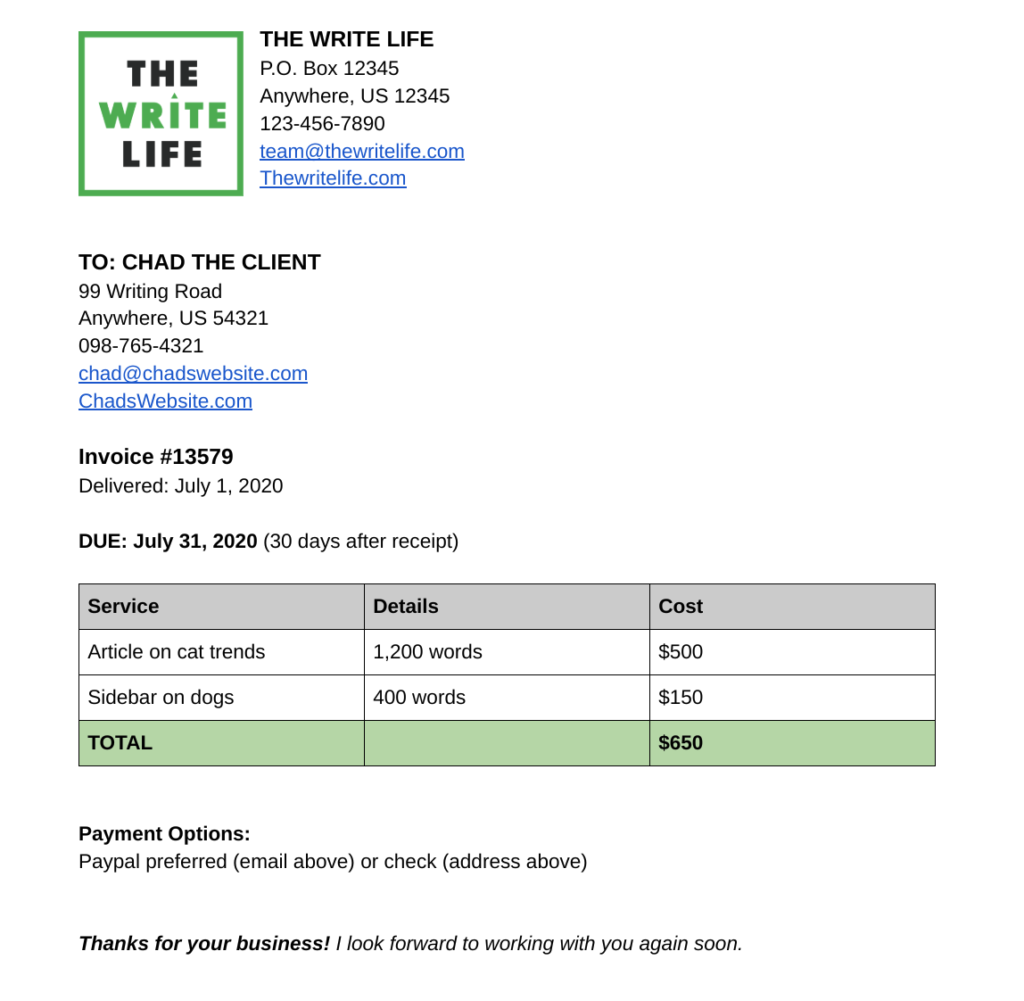 THE
WRITE
LIFE
THE WRITE LIFE
P.O. Box 12345
Anywhere, US 12345
123-456-7890
team@thewritelife.com
Thewritelife.com
TO: CHAD THE CLIENT
99 Writing Road
Anywhere, US 54321
098-765-4321
chad@chadswebsite.com
ChadsWebsite.com
Invoice #13579
Delivered: July 1, 2020
DUE: July 31, 2020 (30 days after receipt)
Service Details Cost
Article on cat trends 1,200 words $500
Sidebar on dogs 400 words $150
TOTAL $650
Payment Options:
Paypal preferred (email above) or check (address above)
Thanks for your business! I look forward to working with you again soon.